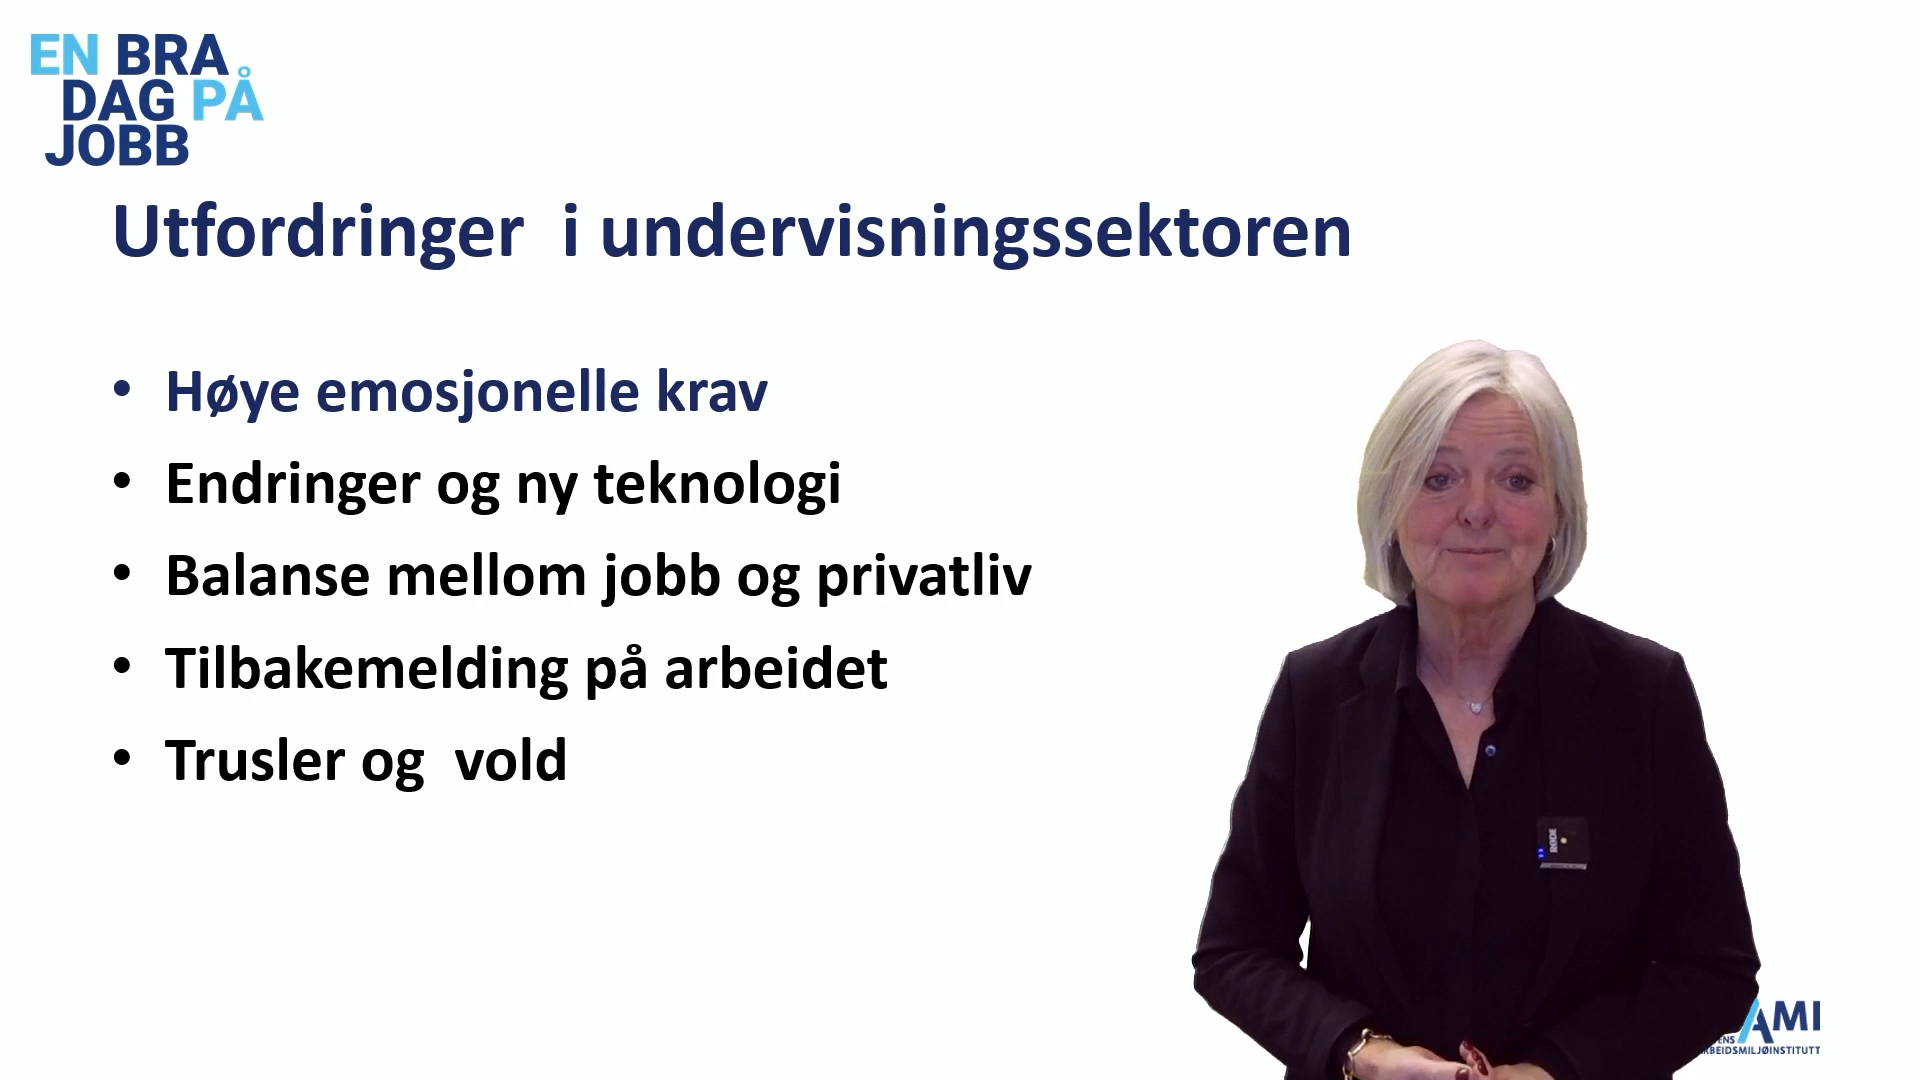 EN BRA
DAG PÅ
JOBB
Utfordringer i undervisningssektoren
• Høye emosjonelle krav
• Endringer og ny teknologi
• Balanse mellom jobb og privatliv
• Tilbakemelding på arbeidet
• Trusler og vold
RØDE
AMI